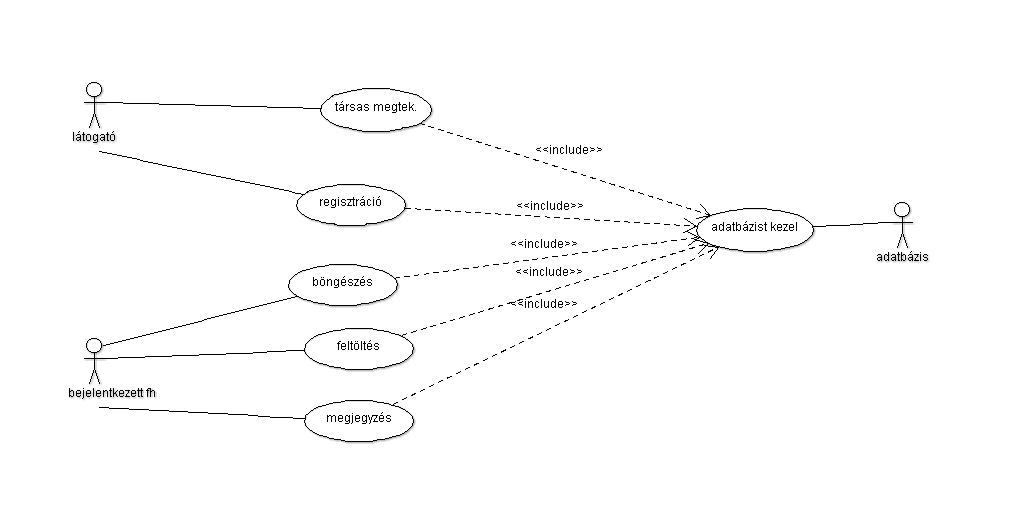 társas megtek.
látogató
<<include>>
regisztráció
<<include>>
adatbázist kezel
<<include>>
adatbázis
<<include>>
böngészés
<<include>>
feltöltés
bejelentkezett fh
megjegyzés